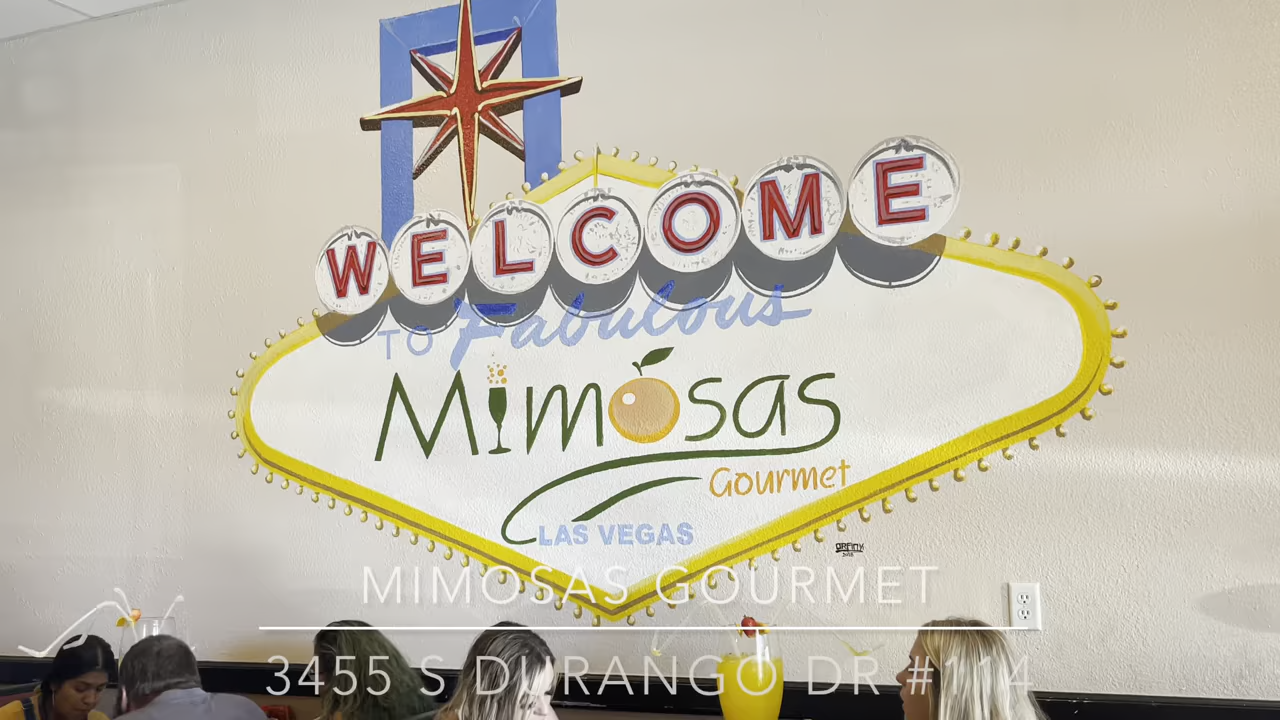 WELCOME
TO Fabulous
Mimosas
Gourmet
LAS VEGAS
MIMOSAS GOURMET
3455 S DURANGO DR #114